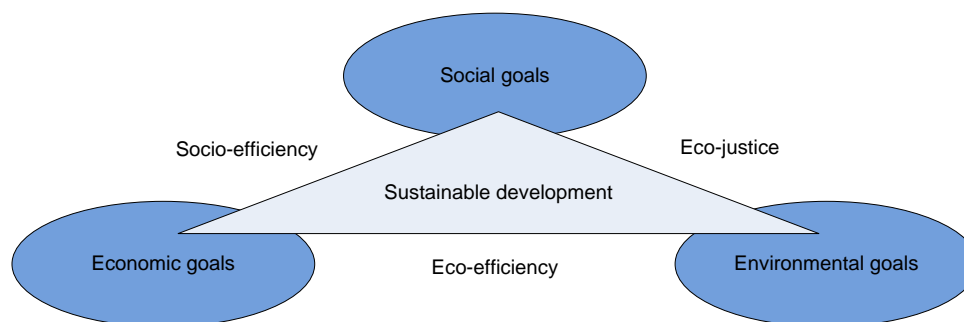 Social goals
Socio-efficiency
Eco-justice
Sustainable development
Economic goals
Eco-efficiency
Environmental goals